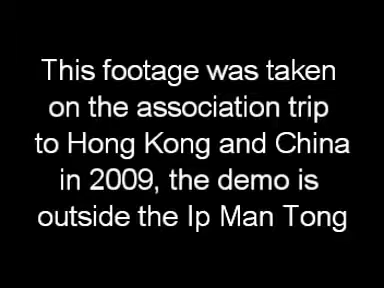 This footage was taken
on the association trip
to Hong Kong and China
in 2009, the demo is
outside the Ip Man Tong